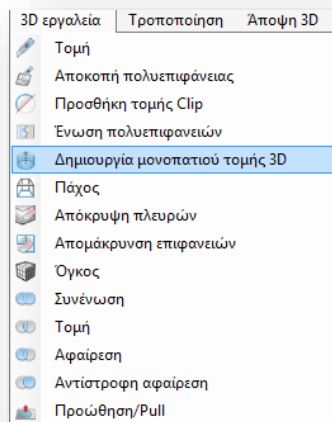 3D εργαλεία Τροποποίηση Άποψη 3D
Τομή
Αποκοπή πολυεπιφάνειας
Προσθήκη τομής Clip
Ένωση πολυεπιφανειών
Δημιουργία μονοπατιού τομής 3D
Πάχος
Απόκρυψη πλευρών
Απομάκρυνση επιφανειών
Όγκος
Συνένωση
Τομή
Αφαίρεση
Αντίστροφη αφαίρεση
Προώθηση/Pull